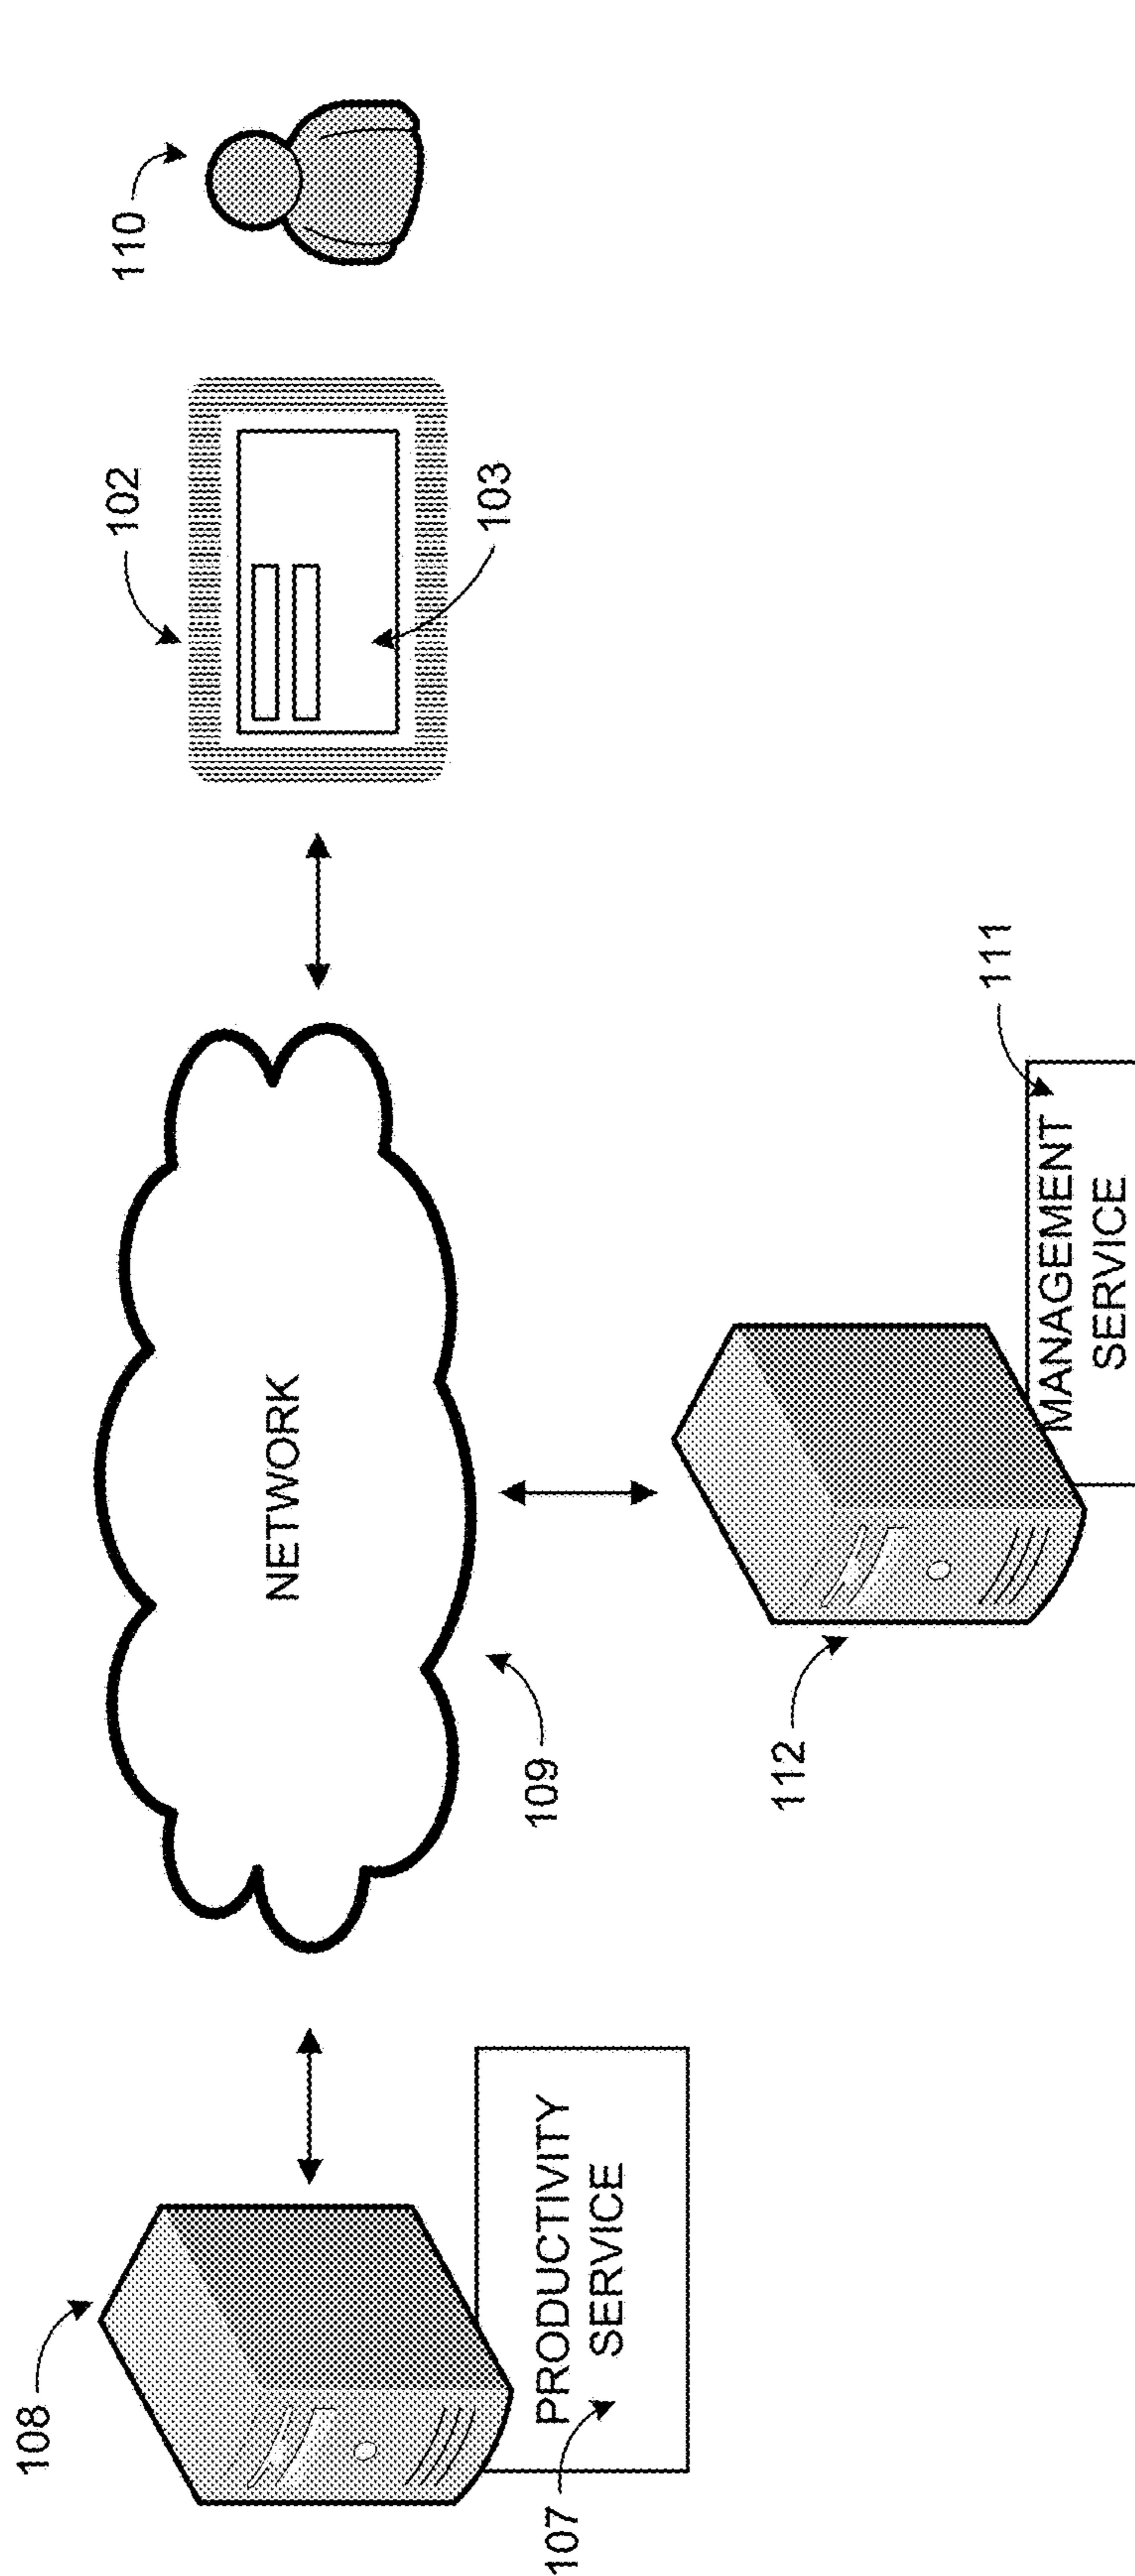 108
102
110
NETWORK
103
109
PRODUCTIVITY
SERVICE
107
112
111
MANAGEMENT
SERVICE